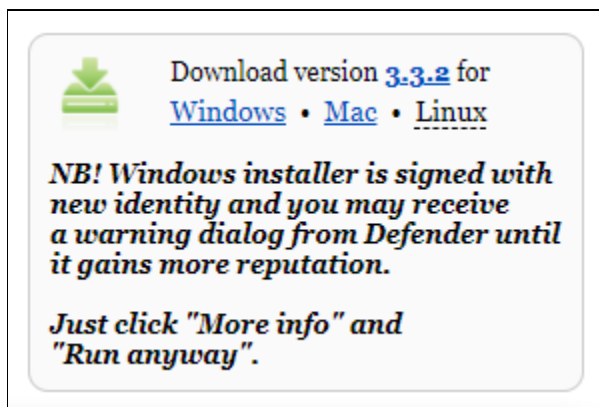 Download version 3.3.2 for
Windows • Mac • Linux
NB! Windows installer is signed with
new identity and you may receive
a warning dialog from Defender until
it gains more reputation.
Just click "More info" and
"Run anyway".